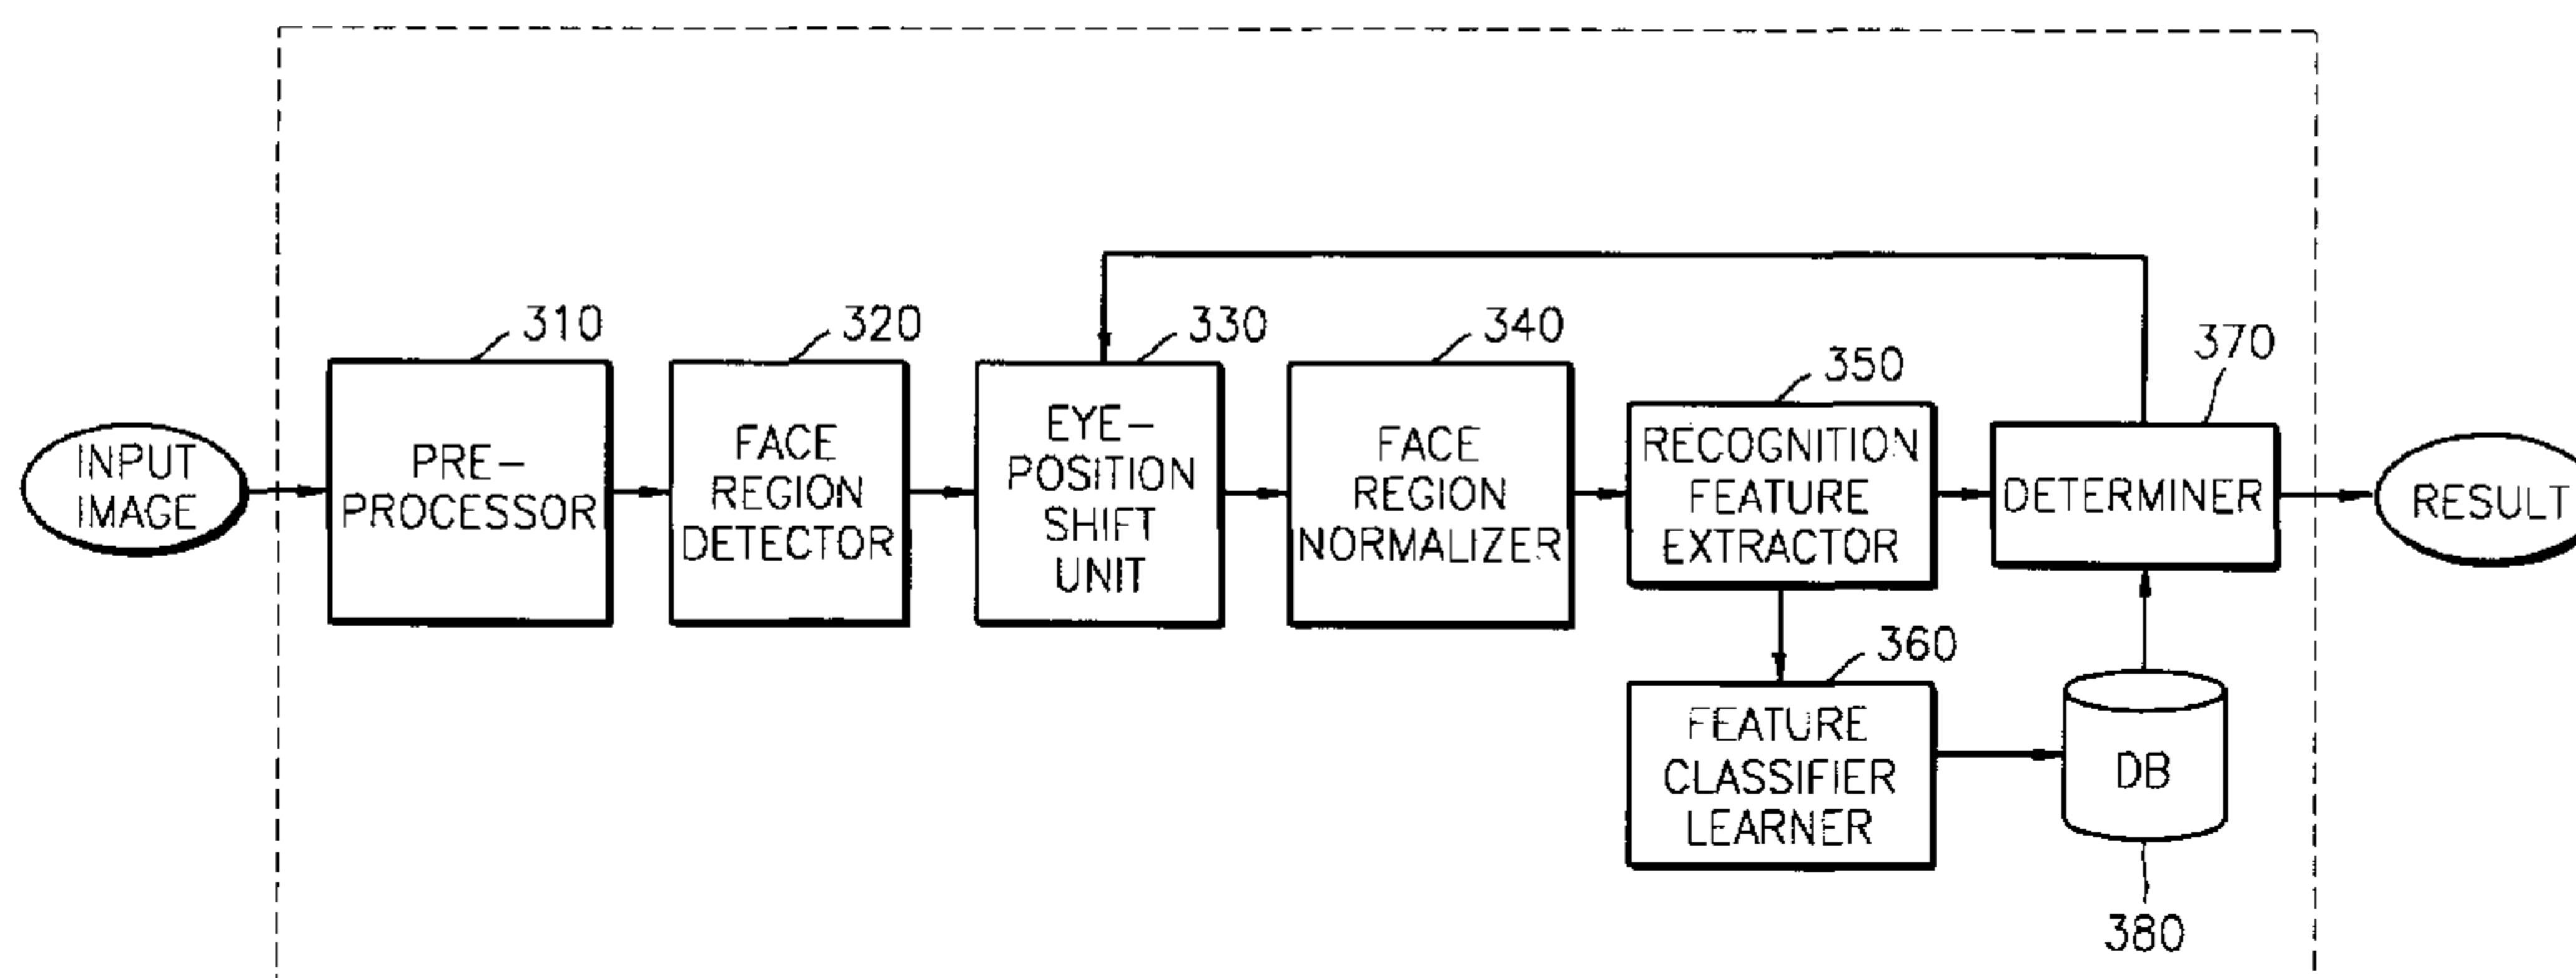 310
320
330
340
350
370
INPUT
IMAGE
PRE-
PROCESSOR
FACE
REGION
DETECTOR
EYE-
POSITION
SHIFT
UNIT
FACE
REGION
NORMALIZER
RECOGNITION
FEATURE
EXTRACTOR
DETERMINER
RESULT
360
FEATURE
CLASSIFIER
LEARNER
DB
380